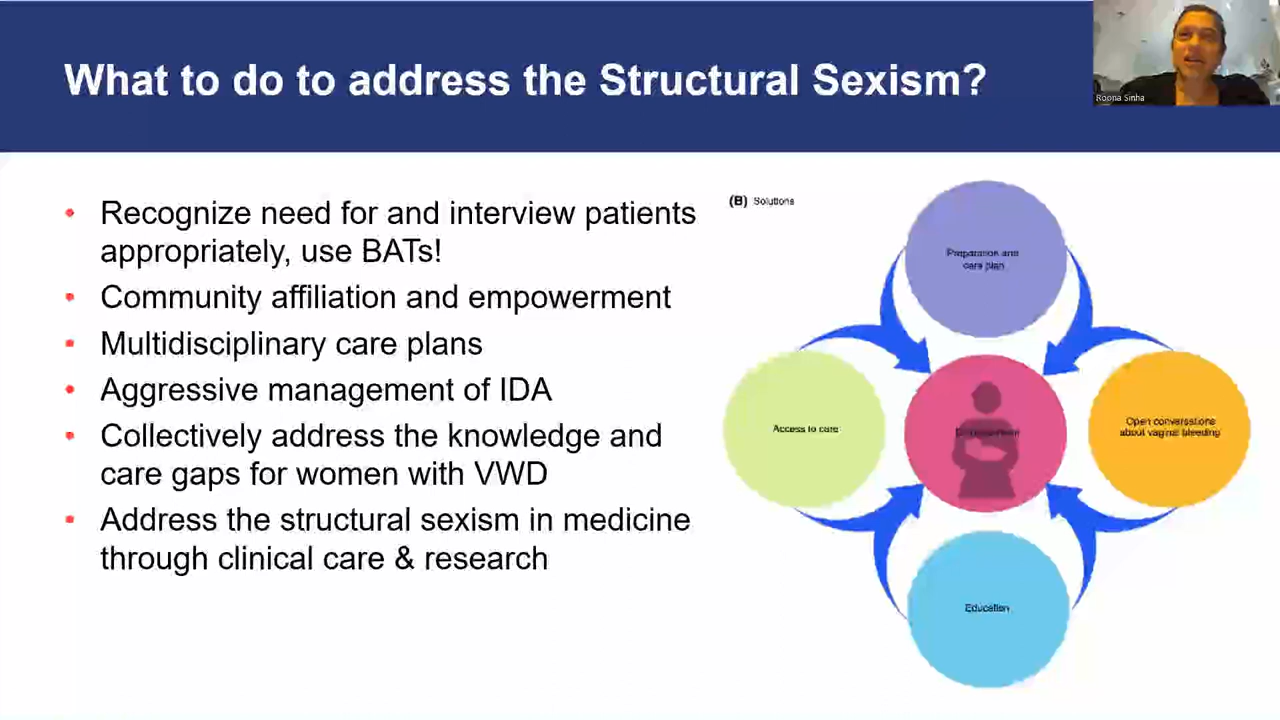 What to do to address the Structural Sexism?
Roona Sinha
Recognize need for and interview patients
appropriately, use BATs!
Community affiliation and empowerment
Multidisciplinary care plans
Aggressive management of IDA
Collectively address the knowledge and
care gaps for women with VWD
Address the structural sexism in medicine
through clinical care & research
(B) Solutions
Preparation and
care plan
Access to care
Open conversations
about vaginal bleeding
Education